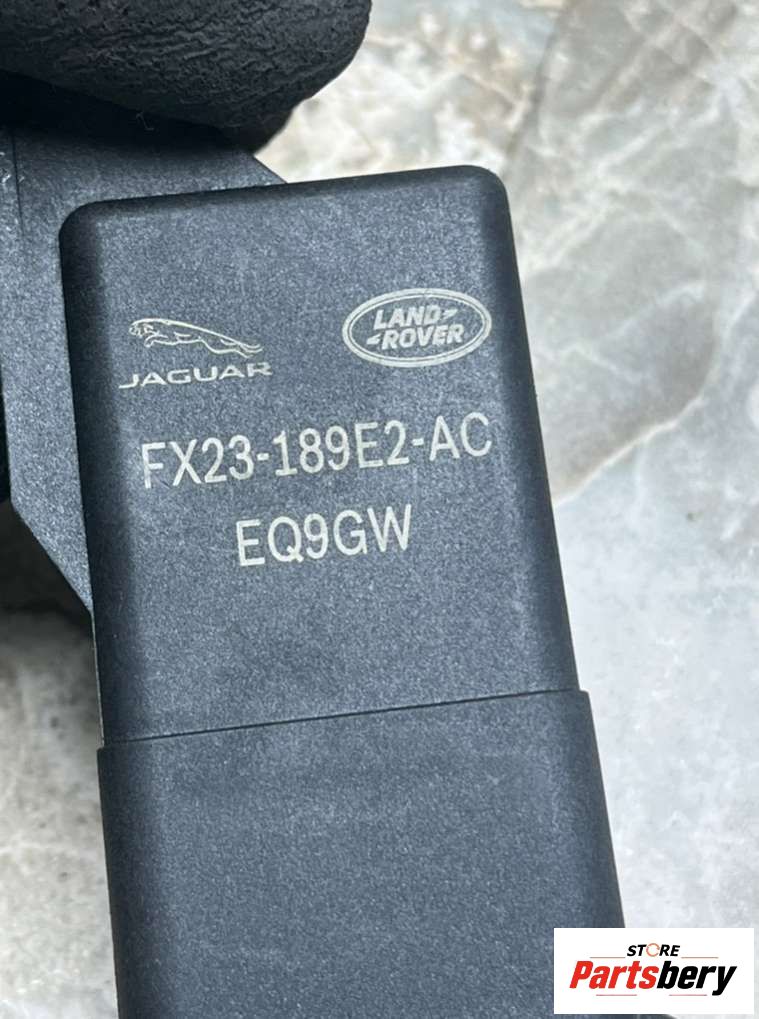 JAGUAR
LAND
ROVER
FX23-189E2-AC
EQ9GW
STORE
Partsbery